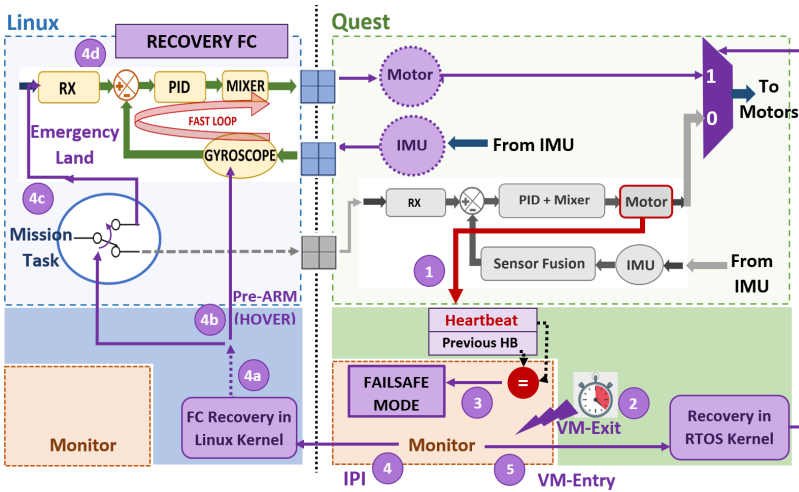 Linux
Quest
RECOVERY FC
4d
RX
+
−
PID
MIXER
FAST LOOP
GYROSCOPE
Emergency
Land
4c
Mission
Task
Pre-ARM
(HOVER)
4b
4a
FC Recovery in
Linux Kernel
Monitor
Motor
IMU
From IMU
1
0
To
Motors
RX
+
−
PID + Mixer
Motor
Sensor Fusion
IMU
From
IMU
1
Heartbeat
Previous HB
=
FAILSAFE
MODE
3
2
VM-Exit
Monitor
4
IPI
5
VM-Entry
Recovery in
RTOS Kernel